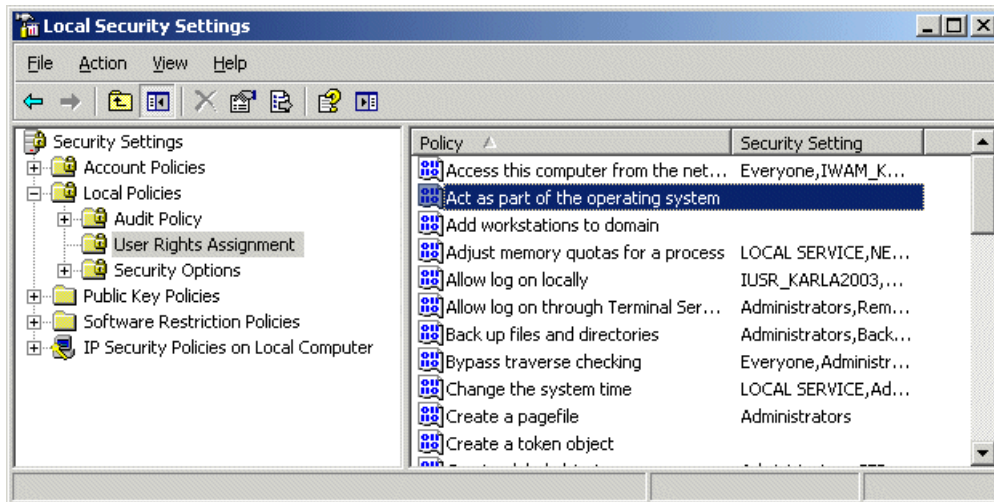 Local Security Settings
File Action View Help
Security Settings
Account Policies
Local Policies
Audit Policy
User Rights Assignment
Security Options
Public Key Policies
Software Restriction Policies
IP Security Policies on Local Computer
Policy Security Setting
Access this computer from the net... Everyone,IWAM_K...
Act as part of the operating system
Add workstations to domain
Adjust memory quotas for a process LOCAL SERVICE,NE...
Allow log on locally IUSR_KARLA2003,...
Allow log on through Terminal Ser... Administrators,Rem...
Back up files and directories Administrators,Back...
Bypass traverse checking Everyone,Administr...
Change the system time LOCAL SERVICE,Ad...
Create a pagefile Administrators
Create a token object